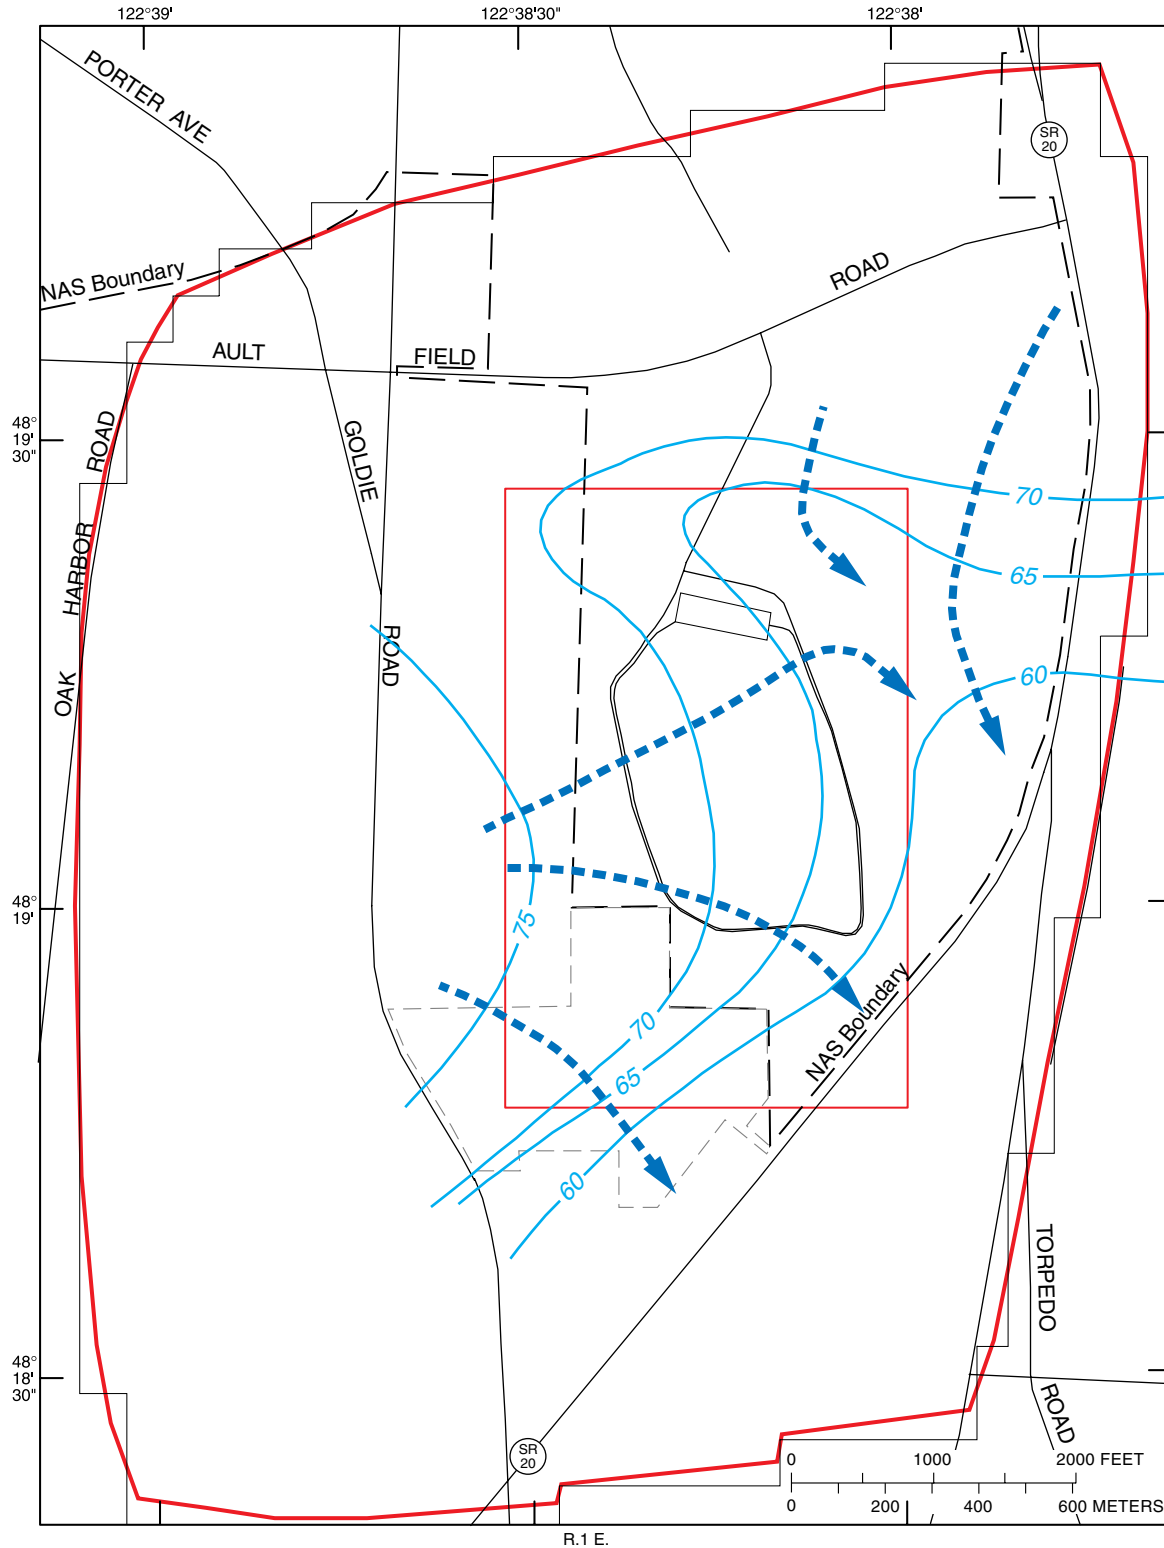 122°39'
122°38'30"
122°38'
PORTER AVE
SR
20
NAS Boundary
ROAD
AULT
FIELD
48°
19'
30"
ROAD
GOLDIE
70
65
HARBOR
ROAD
OAK
60
75
48°
19'
NAS Boundary
70
65
60
TORPEDO
48°
18'
30"
ROAD
SR
20
0 1000 2000 FEET
0 200 400 600 METERS
R.1 E.